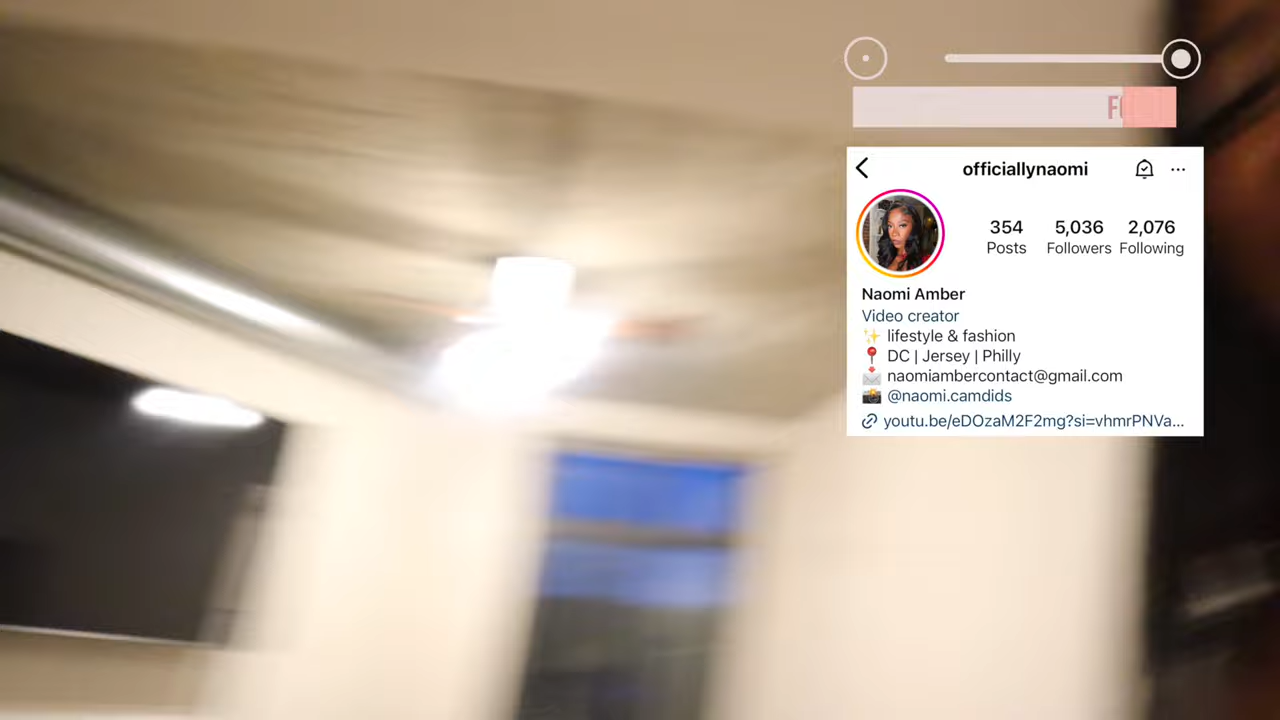 officiallynaomi
354 5,036 2,076
Posts Followers Following
Naomi Amber
Video creator
✨ lifestyle & fashion
📍 DC | Jersey | Philly
📩 naomiambercontact@gmail.com
📸 @naomi.camdids
youtu.be/eDOzaM2F2mg?si=vhmrPNVa...